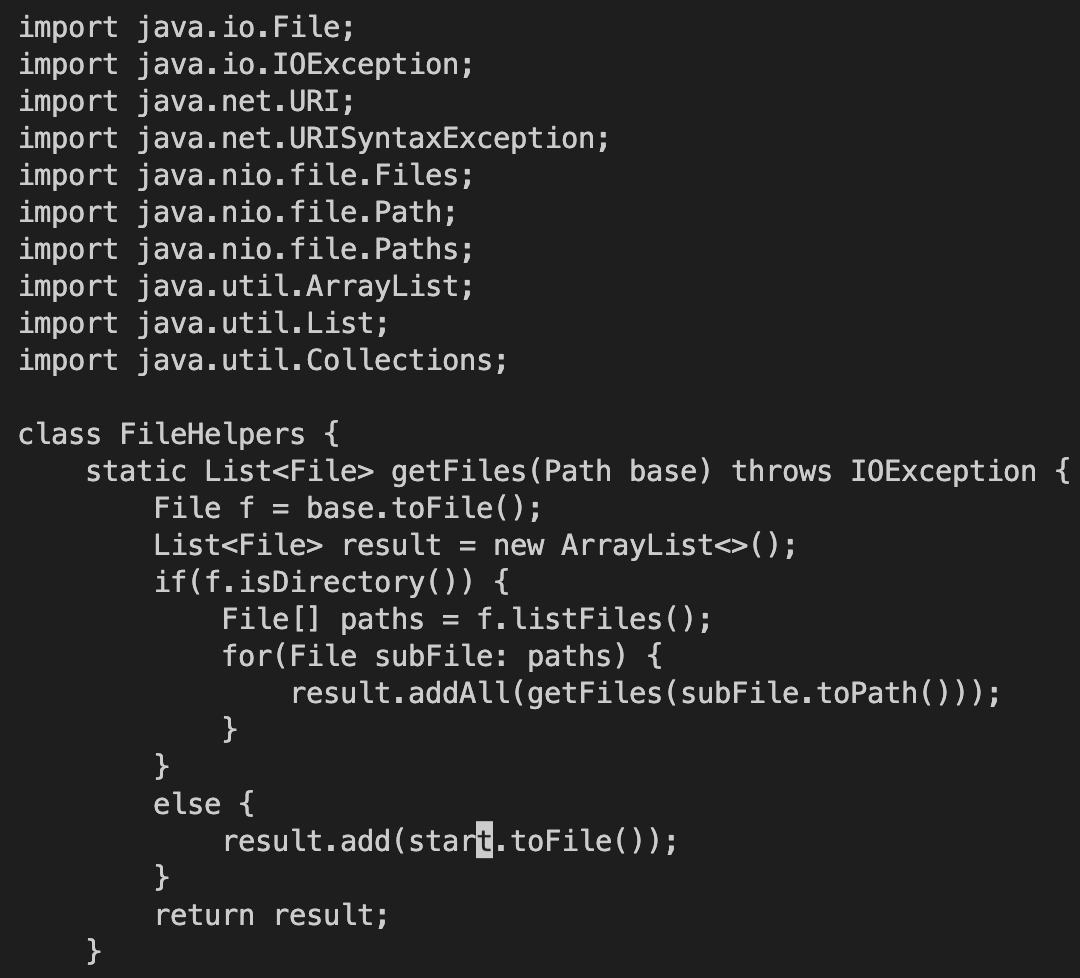 import java.io.File;
import java.io.IOException;
import java.net.URI;
import java.net.URISyntaxException;
import java.nio.file.Files;
import java.nio.file.Path;
import java.nio.file.Paths;
import java.util.ArrayList;
import java.util.List;
import java.util.Collections;

class FileHelpers {
    static List<File> getFiles(Path base) throws IOException {
        File f = base.toFile();
        List<File> result = new ArrayList<>();
        if(f.isDirectory()) {
            File[] paths = f.listFiles();
            for(File subFile: paths) {
                result.addAll(getFiles(subFile.toPath()));
            }
        }
        else {
            result.add(start.toFile());
        }
        return result;
    }